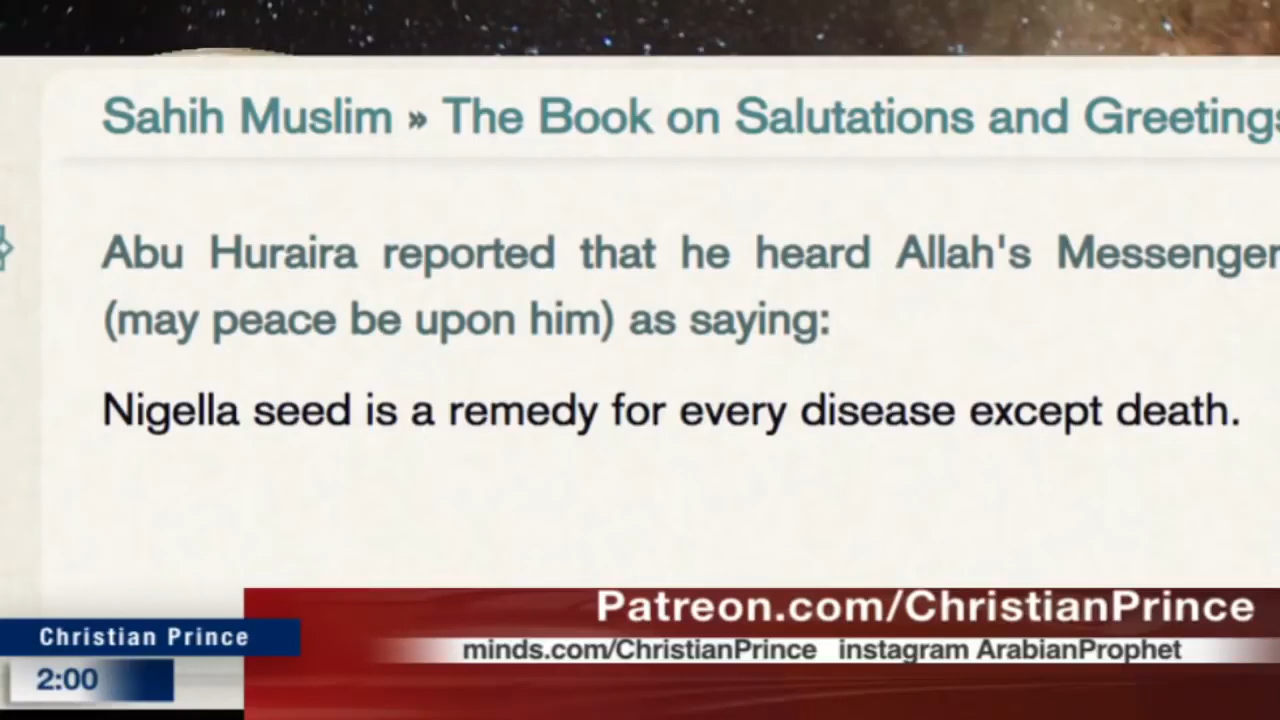 Sahih Muslim » The Book on Salutations and Greetings
Abu Huraira reported that he heard Allah's Messenger
(may peace be upon him) as saying:
Nigella seed is a remedy for every disease except death.
Patreon.com/ChristianPrince
Christian Prince
minds.com/ChristianPrince instagram ArabianProphet
2:00